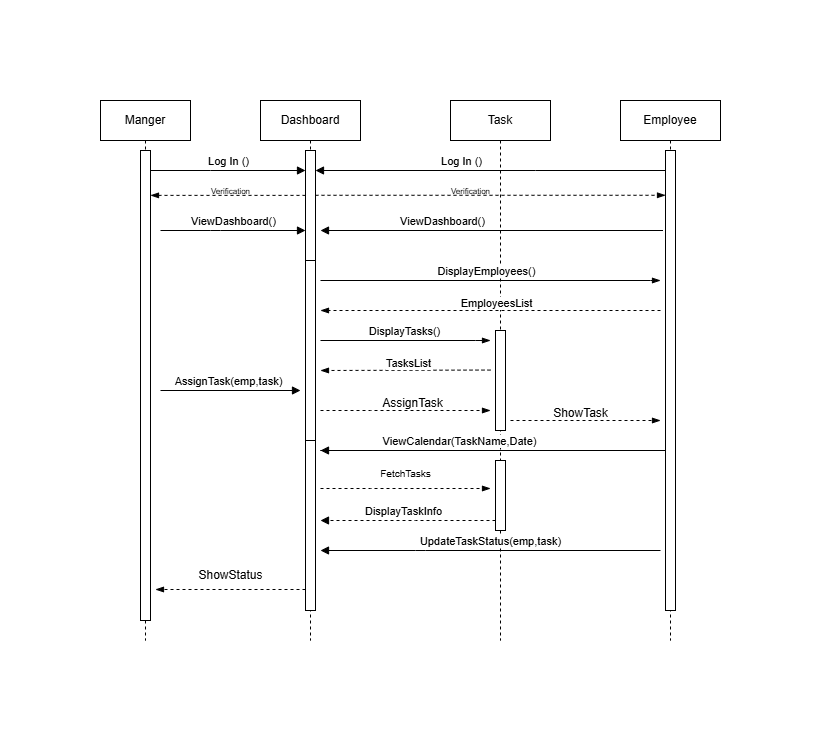 Manger
Dashboard
Task
Employee
Log In ()
Log In ()
Verification
Verification
ViewDashboard()
ViewDashboard()
DisplayEmployees()
EmployeesList
DisplayTasks()
TasksList
AssignTask(emp,task)
AssignTask
ShowTask
ViewCalendar(TaskName,Date)
FetchTasks
DisplayTaskInfo
UpdateTaskStatus(emp,task)
ShowStatus